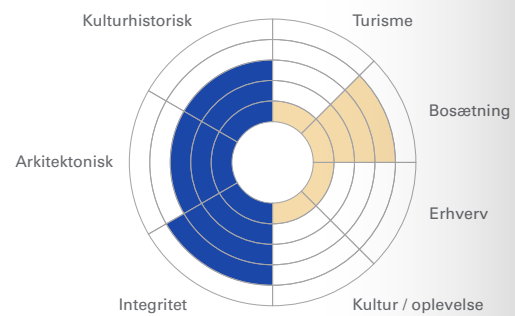 Kulturhistorisk
Turisme
Bosætning
Arkitektonisk
Erhverv
Integritet
Kultur / oplevelse